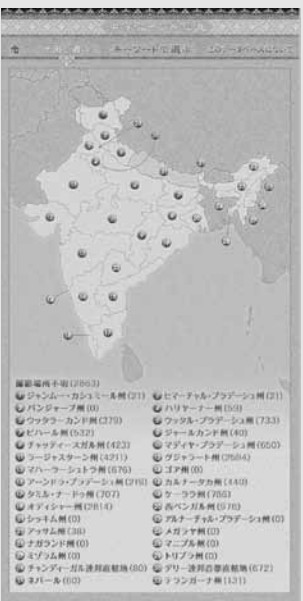 キーワードで選ぶ
このデータベースについて
撮影場所不明(2863)
ジャンムー・カシュミール州(21)
ヒマーチャル・プラデーシュ州(21)
パンジャーブ州(0)
ハリヤーナー州(59)
ウッタラーカンド州(379)
ウッタル・プラデーシュ州(733)
ビハール州(532)
ジャールカンド州(40)
チャッティースガル州(423)
マディヤ・プラデーシュ州(650)
ラージャスターン州(4291)
グジャラート州(2584)
マハーラーシュトラ州(676)
ゴア州(0)
アーンドラ・プラデーシュ州(219)
カルナータカ州(440)
タミル・ナードゥ州(707)
ケーララ州(786)
オディシャー州(2814)
西ベンガル州(976)
シッキム州(0)
アルナーチャル・プラデーシュ州(0)
アッサム州(38)
メガラヤ州(0)
ナガランド州(0)
マニプル州(0)
ミゾラム州(0)
トリプラ州(0)
チャンディーガル連邦直轄地(80)
デリー連邦首都直轄地(672)
ネパール(60)
テランガーナ州(131)